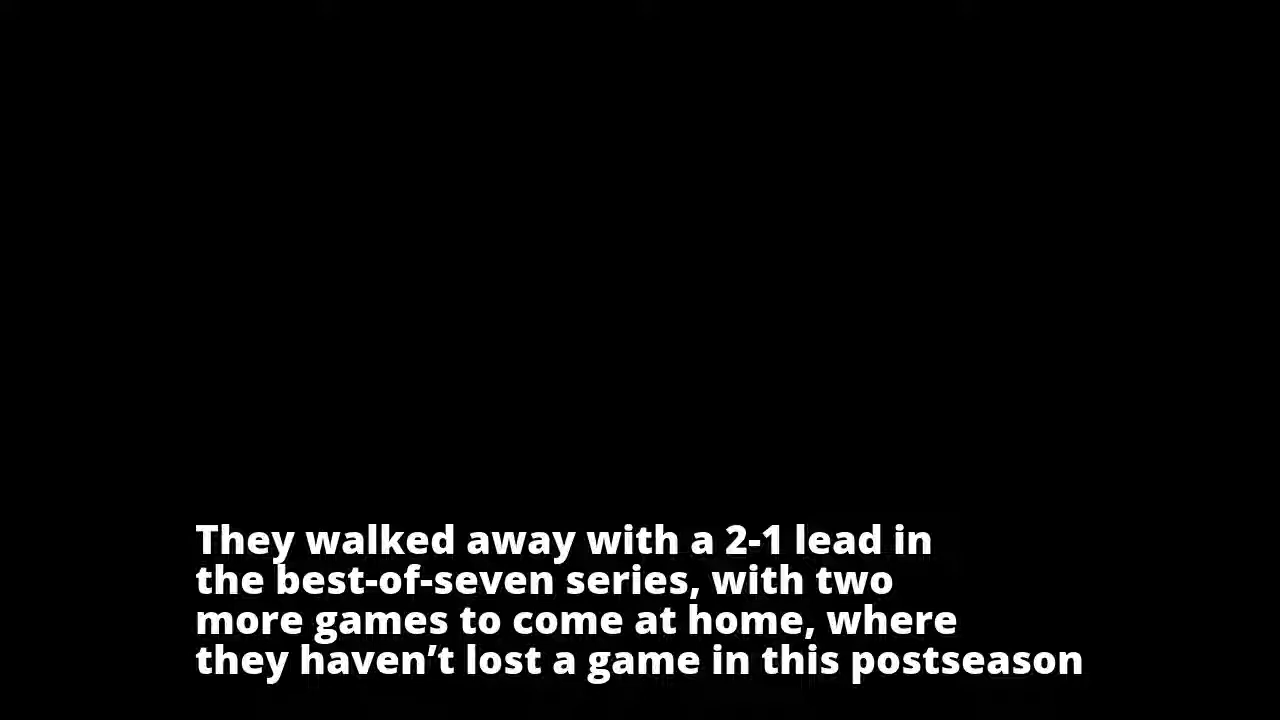 They walked away with a 2-1 lead in
the best-of-seven series, with two
more games to come at home, where
they haven’t lost a game in this postseason